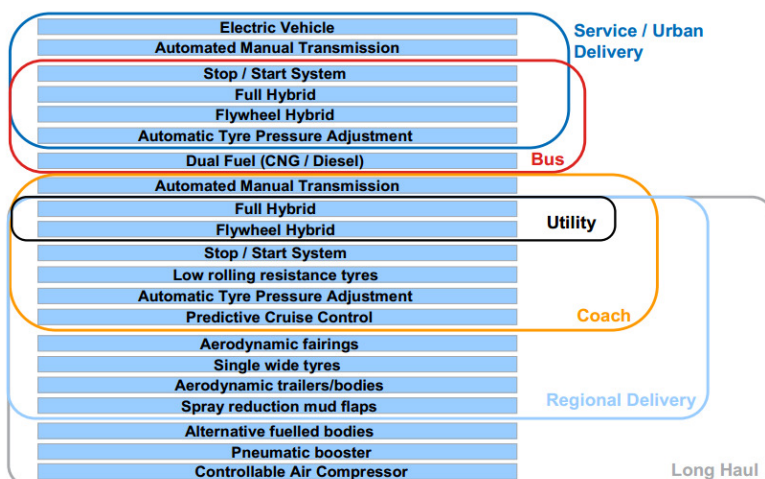 Electric Vehicle
Service / Urban
Automated Manual Transmission
Delivery
Stop / Start System
Full Hybrid
Flywheel Hybrid
Automatic Tyre Pressure Adjustment
Dual Fuel (CNG / Diesel)
Bus
Automated Manual Transmission
Full Hybrid
Utility
Flywheel Hybrid
Stop / Start System
Low rolling resistance tyres
Automatic Tyre Pressure Adjustment
Predictive Cruise Control
Coach
Aerodynamic fairings
Single wide tyres
Aerodynamic trailers/bodies
Regional Delivery
Spray reduction mud flaps
Alternative fuelled bodies
Pneumatic booster
Controllable Air Compressor
Long Haul